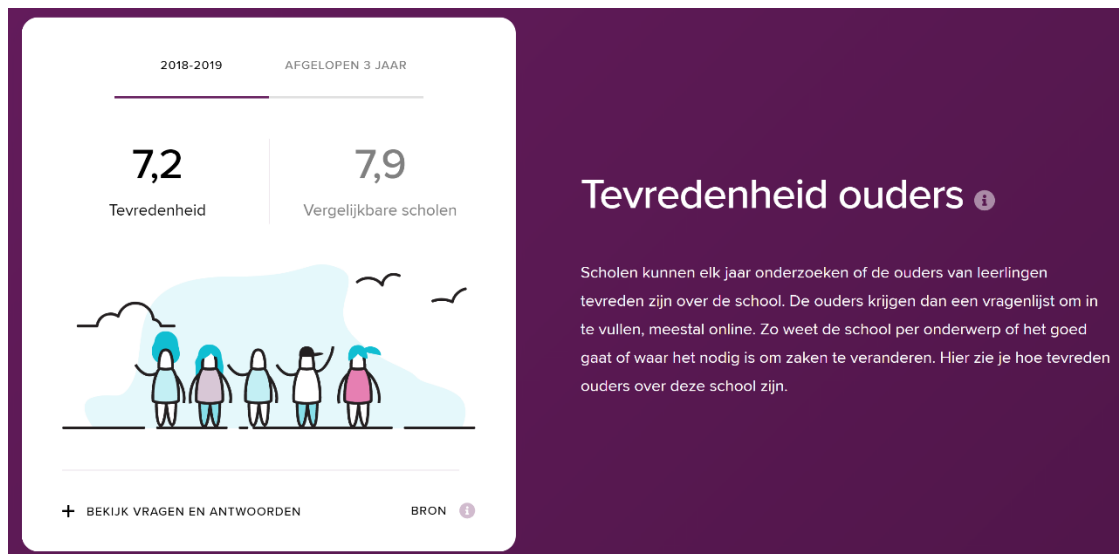 2018-2019 AFGELOPEN 3 JAAR
7,2 7,9
Tevredenheid Vergelijkbare scholen
+ BEKIJK VRAGEN EN ANTWOORDEN BRON i
Tevredenheid ouders i
Scholen kunnen elk jaar onderzoeken of de ouders van leerlingen
tevreden zijn over de school. De ouders krijgen dan een vragenlijst om in
te vullen, meestal online. Zo weet de school per onderwerp of het goed
gaat of waar het nodig is om zaken te veranderen. Hier zie je hoe tevreden
ouders over deze school zijn.